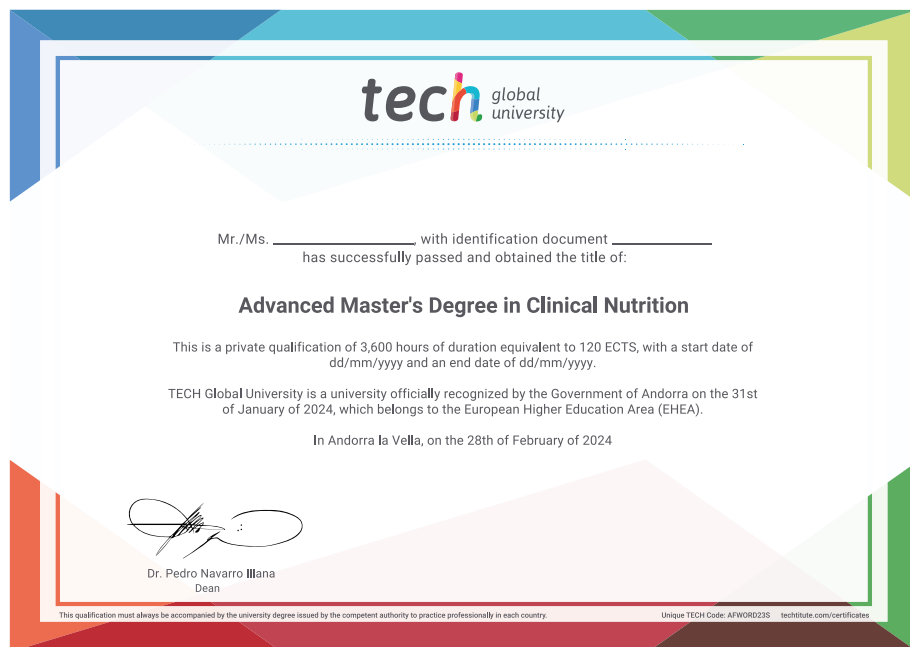 tech global
university
Mr./Ms. ________________, with identification document ____________
has successfully passed and obtained the title of:
Advanced Master's Degree in Clinical Nutrition
This is a private qualification of 3,600 hours of duration equivalent to 120 ECTS, with a start date of
dd/mm/yyyy and an end date of dd/mm/yyyy.
TECH Global University is a university officially recognized by the Government of Andorra on the 31st
of January of 2024, which belongs to the European Higher Education Area (EHEA).
In Andorra la Vella, on the 28th of February of 2024
Dr. Pedro Navarro Illana
Dean
This qualification must always be accompanied by the university degree issued by the competent authority to practice professionally in each country.
Unique TECH Code: AFWORD23S techtitute.com/certificates